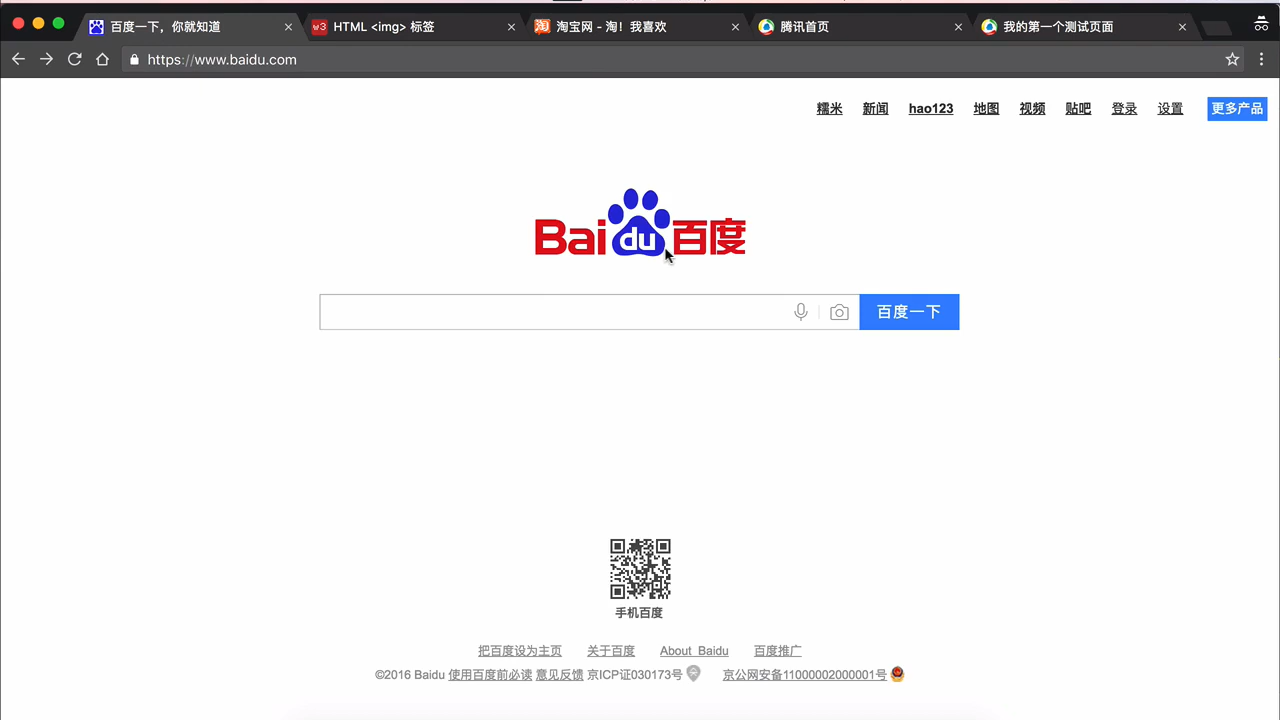 百度一下，你就知道
w3 HTML <img> 标签
淘 淘宝网 - 淘！我喜欢
腾讯首页
我的第一个测试页面
https://www.baidu.com
糯米 新闻 hao123 地图 视频 贴吧 登录 设置 更多产品
Bai du 百度
百度一下
手机百度
把百度设为主页 关于百度 About Baidu 百度推广
©2016 Baidu 使用百度前必读 意见反馈 京ICP证030173号 京公网安备11000002000001号